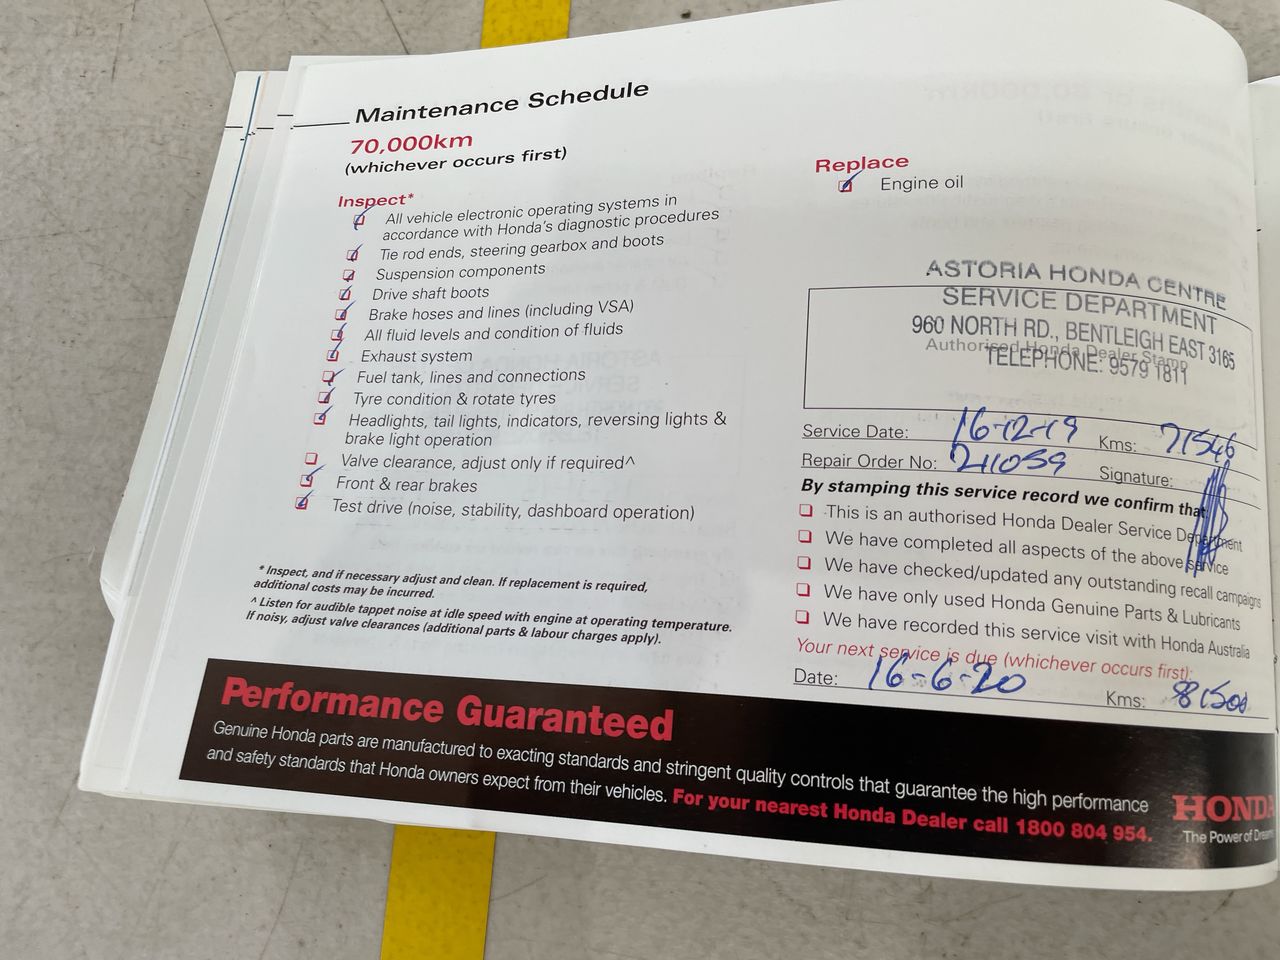 Maintenance Schedule
70,000km
(whichever occurs first)
Inspect*
All vehicle electronic operating systems in
accordance with Honda's diagnostic procedures
Tie rod ends, steering gearbox and boots
Suspension components
Drive shaft boots
Brake hoses and lines (including VSA)
All fluid levels and condition of fluids
Exhaust system
Fuel tank, lines and connections
Tyre condition & rotate tyres
Headlights, tail lights, indicators, reversing lights &
brake light operation
Valve clearance, adjust only if required^
Front & rear brakes
Test drive (noise, stability, dashboard operation)
* Inspect, and if necessary adjust and clean. If replacement is required,
additional costs may be incurred.
^ Listen for audible tappet noise at idle speed with engine at operating temperature.
If noisy, adjust valve clearances (additional parts & labour charges apply).
Replace
Engine oil
ASTORIA HONDA CENTRE
SERVICE DEPARTMENT
960 NORTH RD., BENTLEIGH EAST 3165
Authorised Honda Dealer Stamp
TELEPHONE: 9579 1811
Service Date: 16-12-19 Kms: 71546
Repair Order No: 211059 Signature:
By stamping this service record we confirm that:
This is an authorised Honda Dealer Service Department
We have completed all aspects of the above service
We have checked/updated any outstanding recall campaigns
We have only used Honda Genuine Parts & Lubricants
We have recorded this service visit with Honda Australia
Your next service is due (whichever occurs first):
Date: 16-6-20 Kms: 81500
Performance Guaranteed
Genuine Honda parts are manufactured to exacting standards and stringent quality controls that guarantee the high performance
and safety standards that Honda owners expect from their vehicles. For your nearest Honda Dealer call 1800 804 954.
HONDA
The Power of Dreams